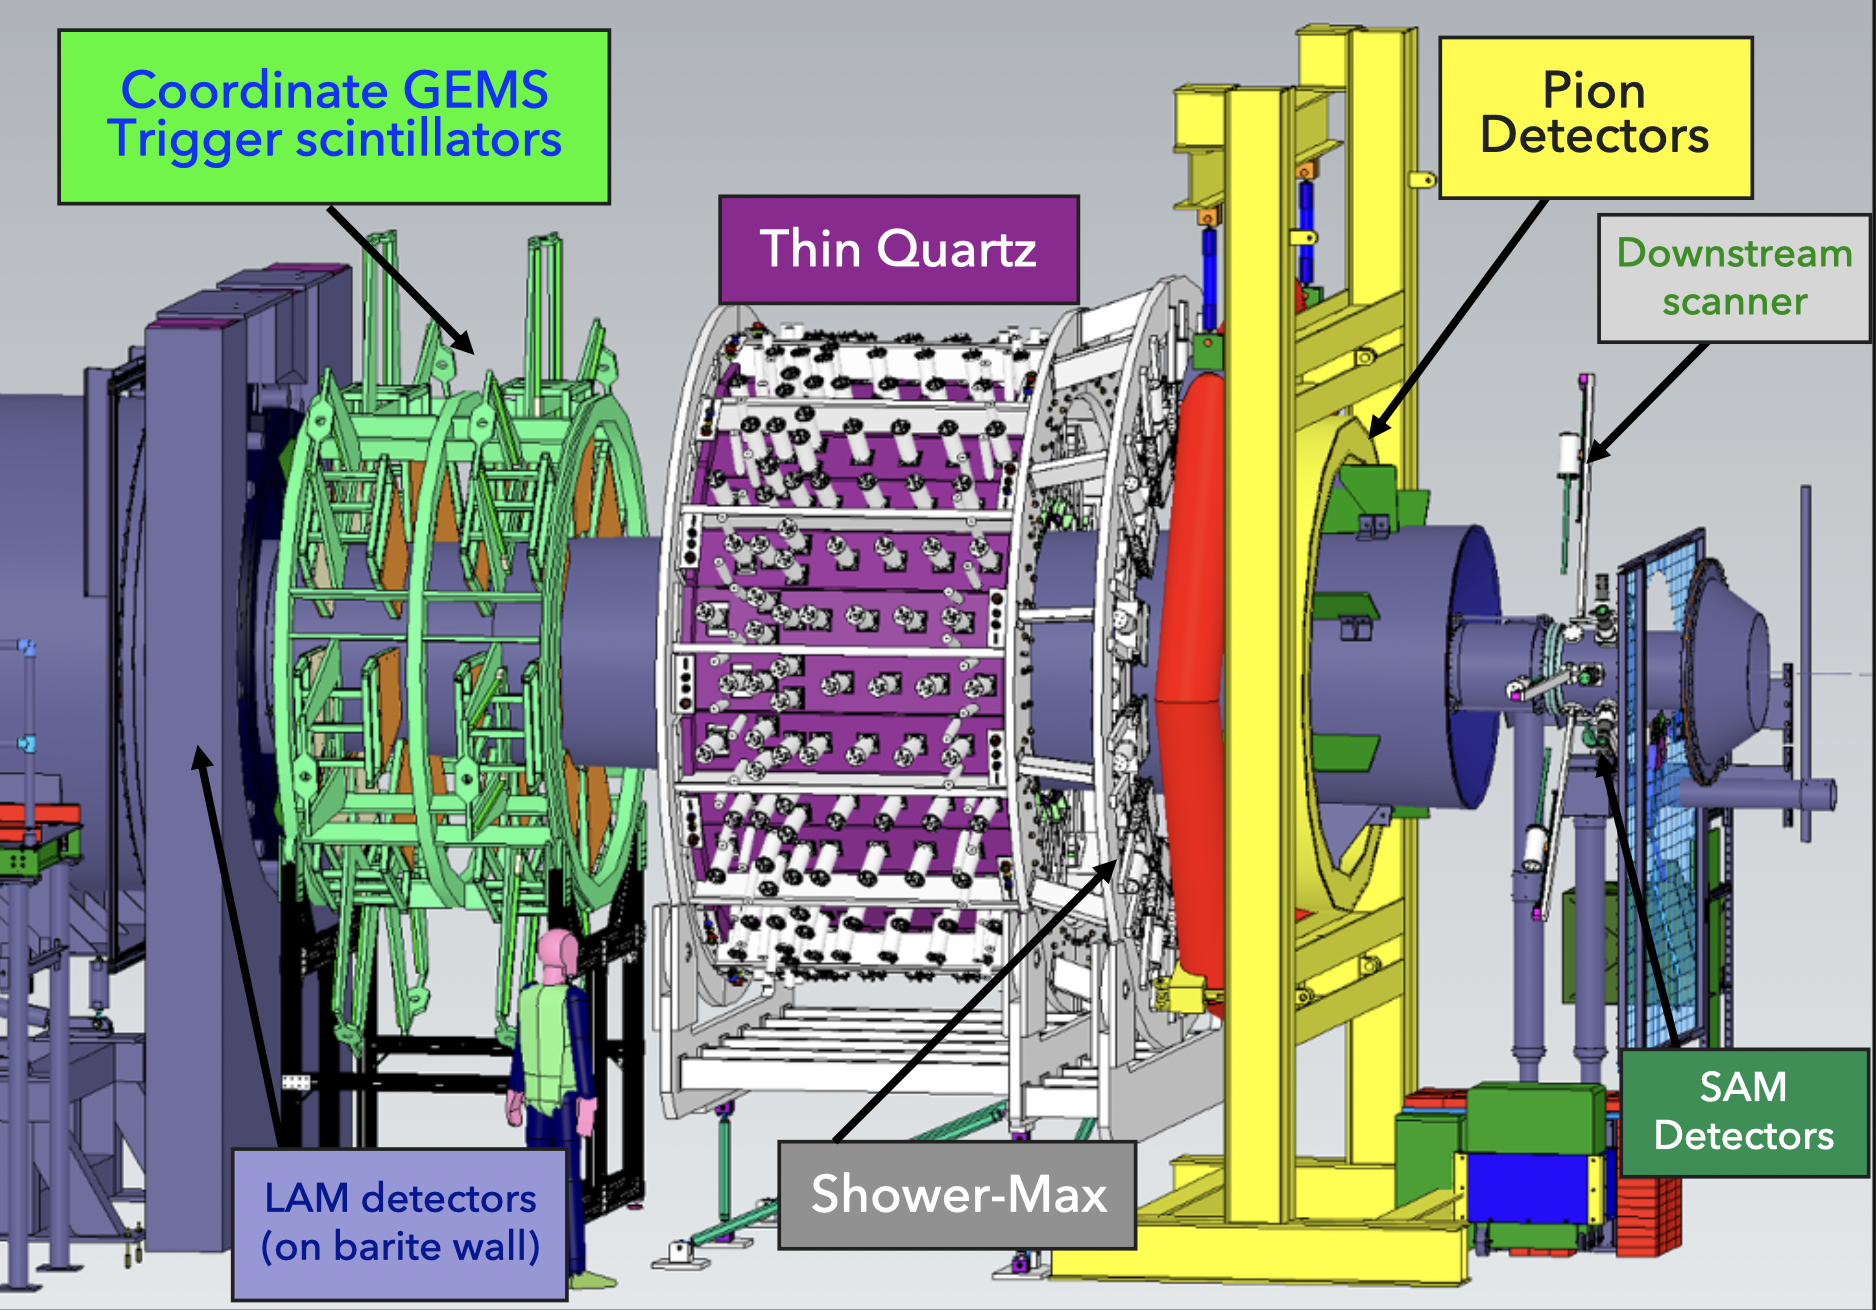 Coordinate GEMS
Trigger scintillators
Pion
Detectors
Thin Quartz
Downstream
scanner
SAM
Detectors
Shower-Max
LAM detectors
(on barite wall)